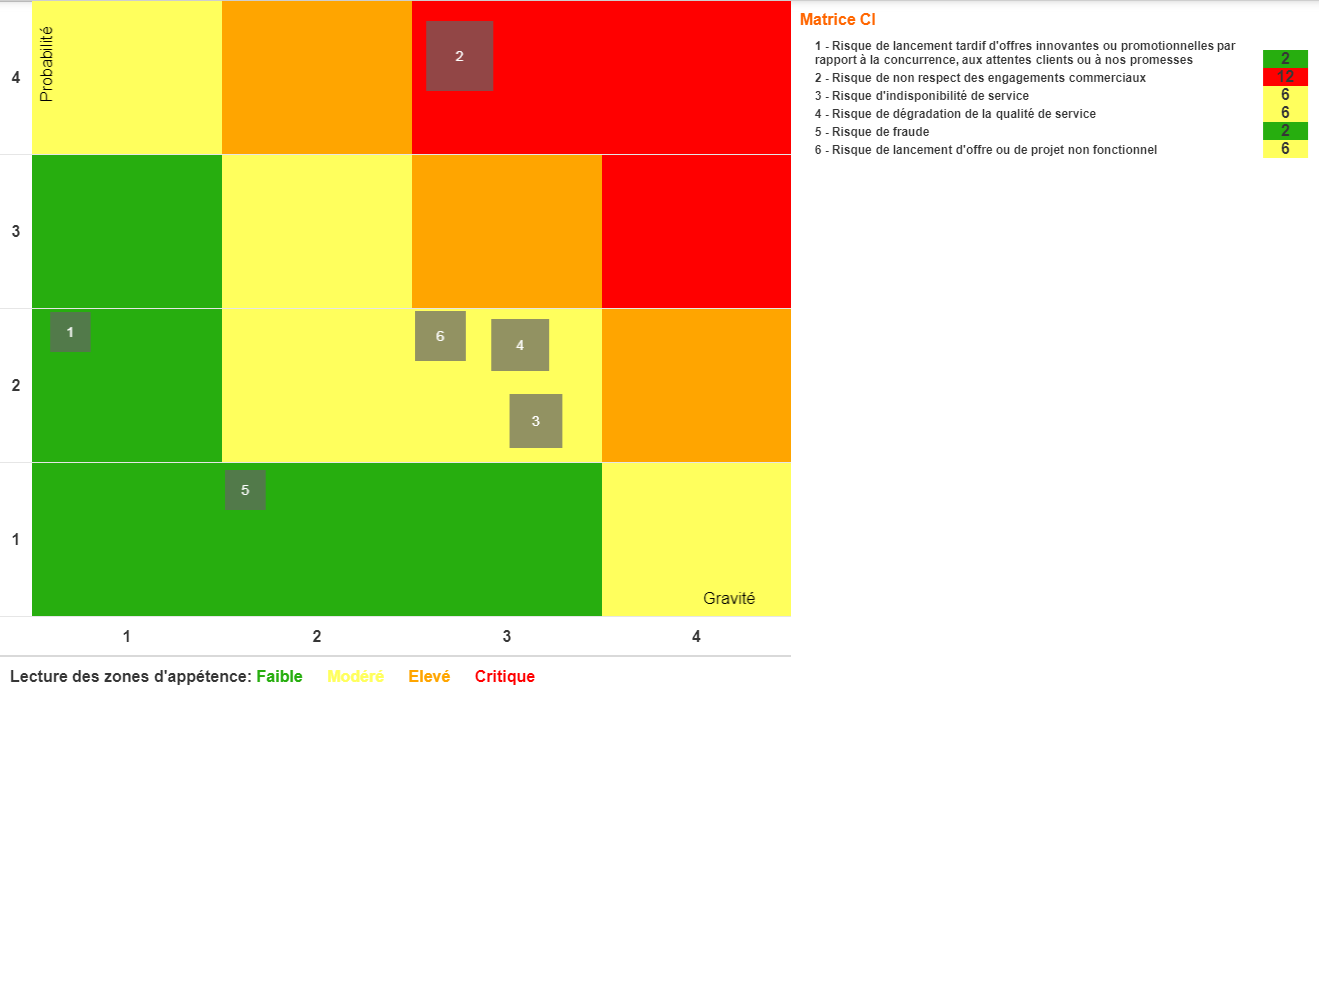 Probabilité
4
2
3
1
6
4
2
3
5
1
Gravité
1
2
3
4
Lecture des zones d'appétence: Faible Modéré Elevé Critique
Matrice CI
1 - Risque de lancement tardif d'offres innovantes ou promotionnelles par
rapport à la concurrence, aux attentes clients ou à nos promesses 2
2 - Risque de non respect des engagements commerciaux 12
3 - Risque d'indisponibilité de service 6
4 - Risque de dégradation de la qualité de service 6
5 - Risque de fraude 2
6 - Risque de lancement d'offre ou de projet non fonctionnel 6